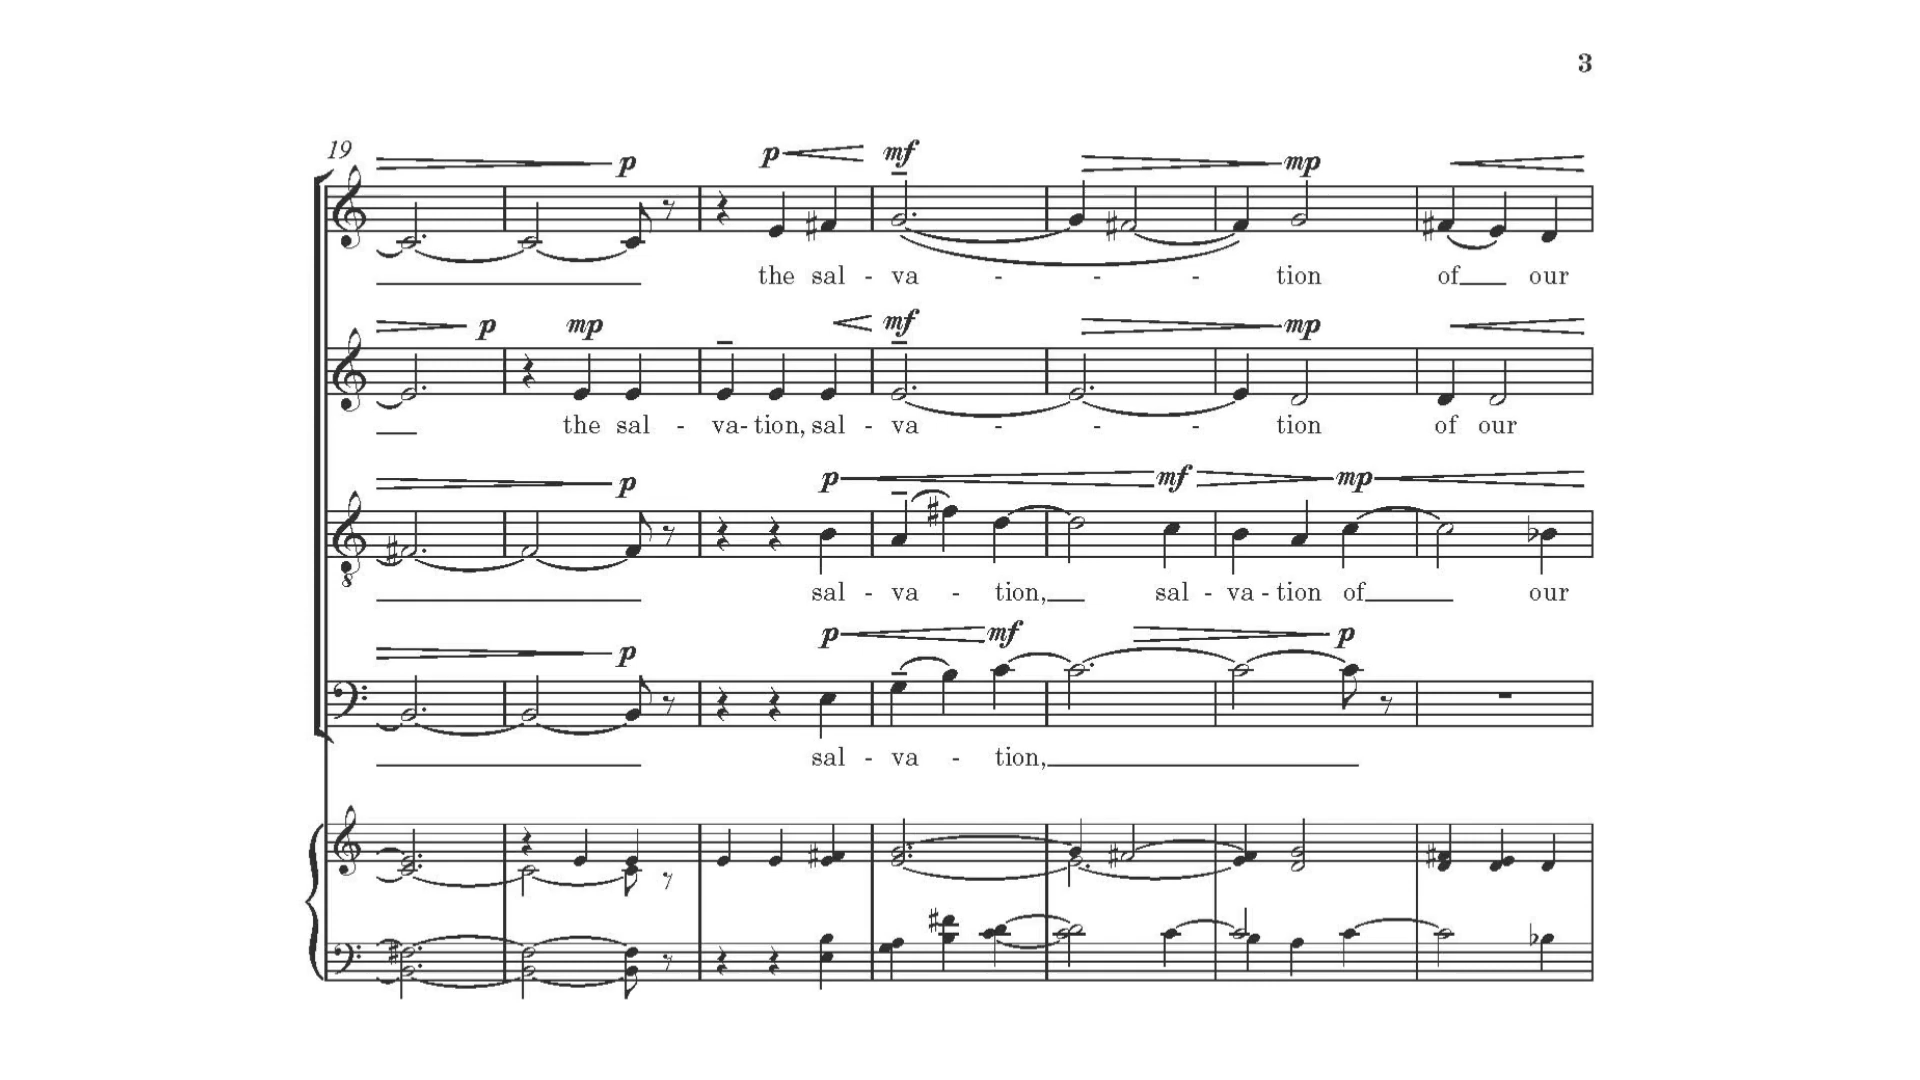 3
19
p p mf mp
the sal - va - - - tion of our
p mp mf mp
the sal - va- tion, sal - va - - - tion of our
p p mf mp
8
sal - va - tion, sal - va - tion of our
p p mf p
sal - va - tion,